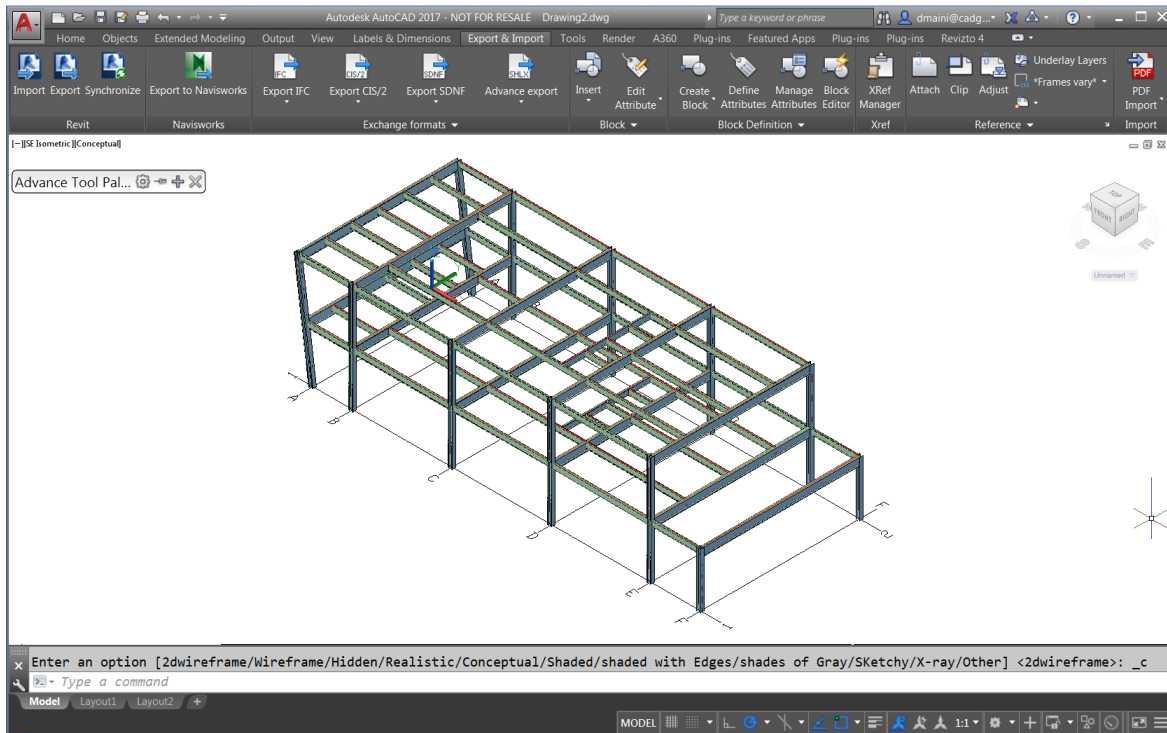 Autodesk AutoCAD 2017 - NOT FOR RESALE Drawing2.dwg Type a keyword or phrase dmaini@cadg...
A
Home Objects Extended Modeling Output View Labels & Dimensions Export & Import Tools Render A360 Plug-ins Featured Apps Plug-ins Plug-ins Revizto 4
IFC CIS/2 SDNF SMLX PDF
Import Export Synchronize Export to Navisworks Export IFC Export CIS/2 Export SDNF Advance export Insert Edit Attribute Create Block Define Attributes Manage Attributes Block Editor XRef Manager Attach Clip Adjust Underlay Layers *Frames vary* PDF Import
Revit Navisworks Exchange formats Block Block Definition Xref Reference Import
[−][SE Isometric][Conceptual]
Advance Tool Pal...
TOP
FRONT RIGHT
S E
Unnamed
A
B
C
D
E
F 1
F
2
Enter an option [2dwireframe/Wireframe/Hidden/Realistic/Conceptual/Shaded/shaded with Edges/shades of Gray/SKetchy/X-ray/Other] <2dwireframe>: _c
Type a command
Model Layout1 Layout2 +
MODEL 1:1